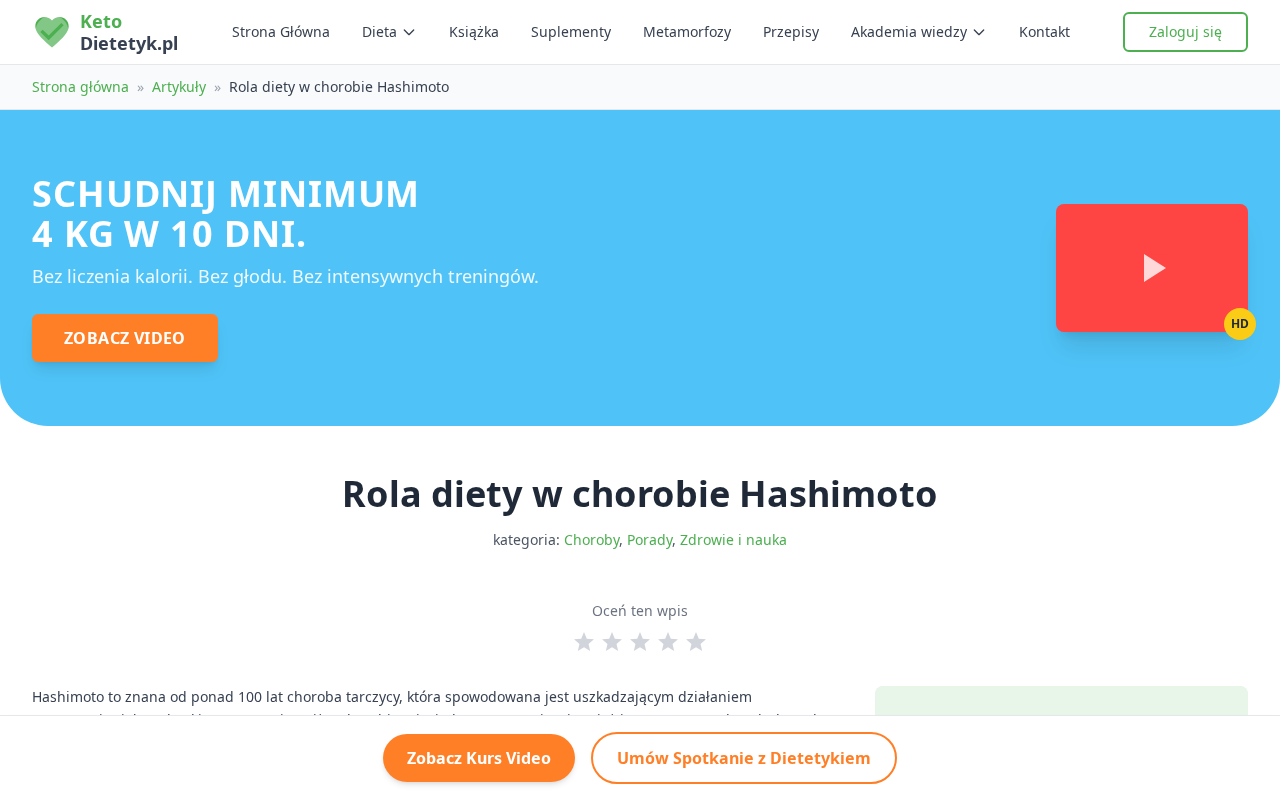 Keto
Dietetyk.pl
Strona Główna
Dieta
Książka
Suplementy
Metamorfozy
Przepisy
Akademia wiedzy
Kontakt
Zaloguj się
Strona główna » Artykuły » Rola diety w chorobie Hashimoto
SCHUDNIJ MINIMUM
4 KG W 10 DNI.
Bez liczenia kalorii. Bez głodu. Bez intensywnych treningów.
ZOBACZ VIDEO
HD
Rola diety w chorobie Hashimoto
kategoria: Choroby, Porady, Zdrowie i nauka
Oceń ten wpis
Hashimoto to znana od ponad 100 lat choroba tarczycy, która spowodowana jest uszkadzającym działaniem
Zobacz Kurs Video
Umów Spotkanie z Dietetykiem